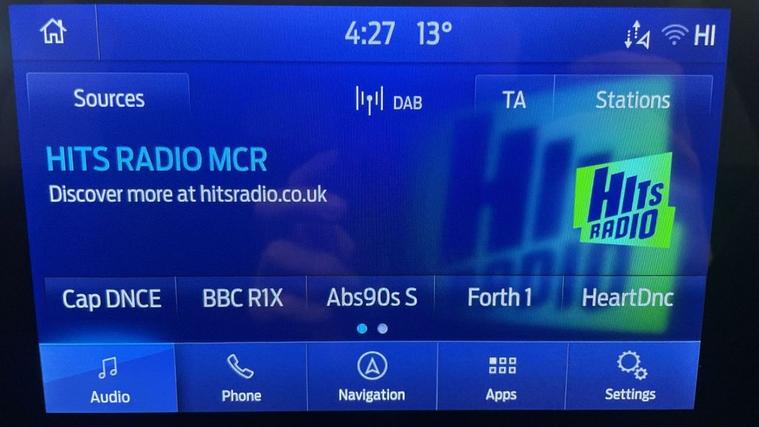 4:27 13° HI
Sources DAB TA Stations
HITS RADIO MCR
Discover more at hitsradio.co.uk
HITS
RADIO
Cap DNCE BBC R1X Abs90s S Forth 1 HeartDnc
Audio Phone Navigation Apps Settings